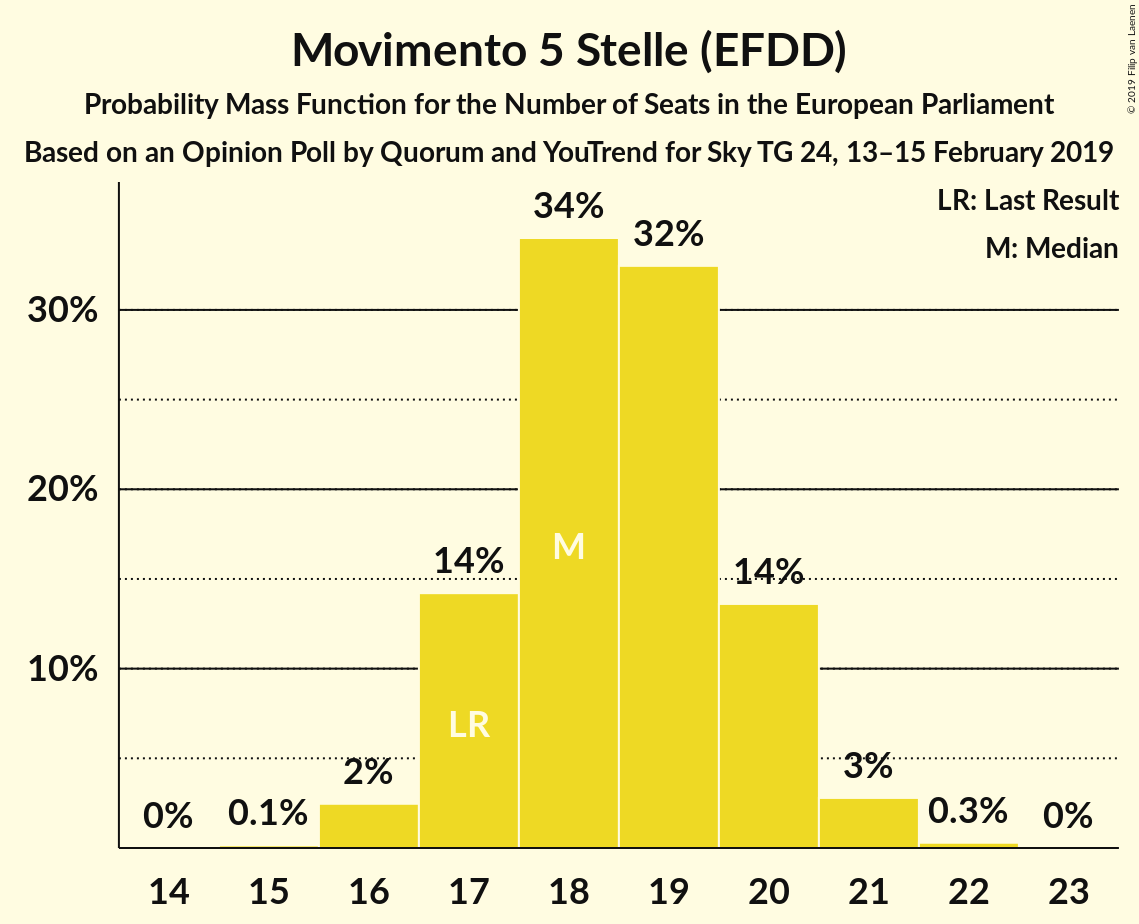 Movimento 5 Stelle (EFDD)
Probability Mass Function for the Number of Seats in the European Parliament
Based on an Opinion Poll by Quorum and YouTrend for Sky TG 24, 13–15 February 2019
© 2019 Filip van Laenen
LR: Last Result
M: Median
34%
32%
30%
20%
14%
14%
M
10%
LR
2%
3%
0%
0.1%
0.3%
0%
14 15 16 17 18 19 20 21 22 23